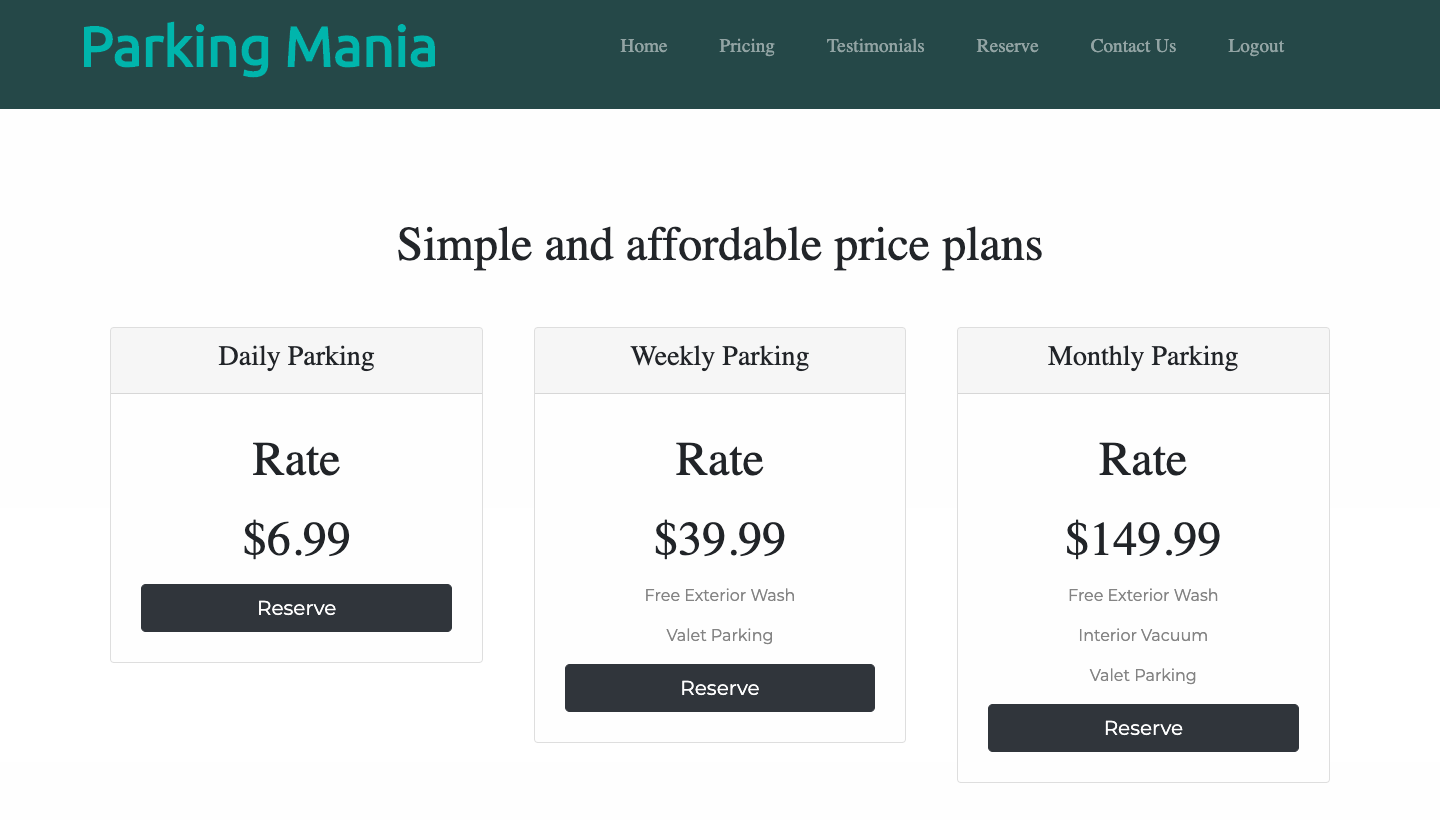 Parking Mania
Home Pricing Testimonials Reserve Contact Us Logout
Simple and affordable price plans
Daily Parking
Rate
$6.99
Reserve
Weekly Parking
Rate
$39.99
Free Exterior Wash
Valet Parking
Reserve
Monthly Parking
Rate
$149.99
Free Exterior Wash
Interior Vacuum
Valet Parking
Reserve